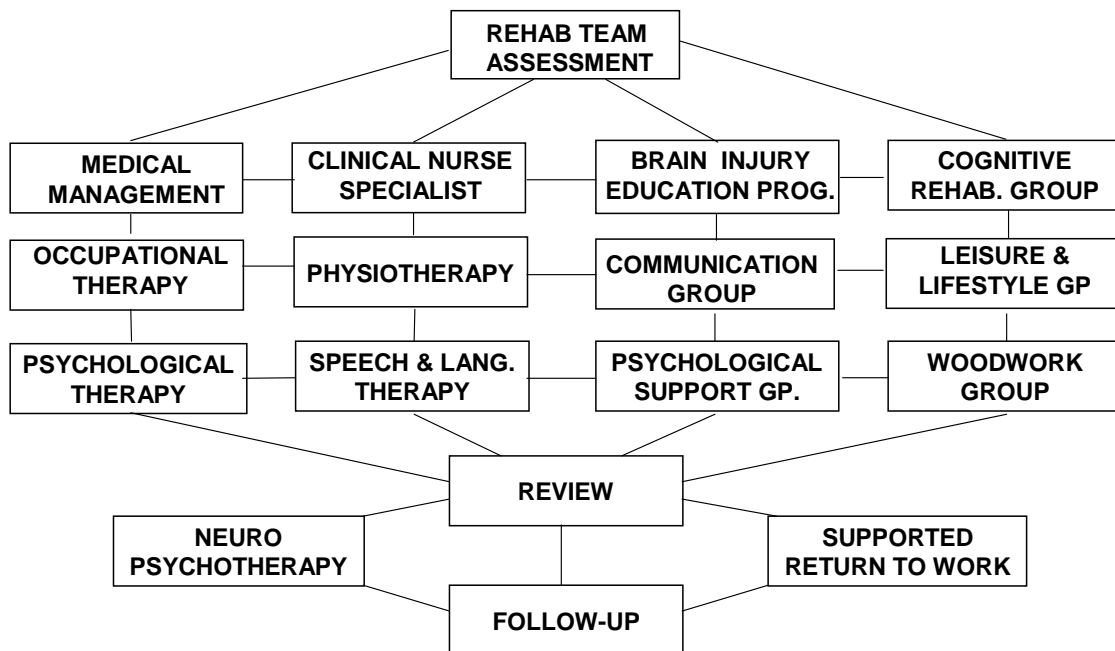 REHAB TEAM
ASSESSMENT
MEDICAL
MANAGEMENT
CLINICAL NURSE
SPECIALIST
BRAIN INJURY
EDUCATION PROG.
COGNITIVE
REHAB. GROUP
OCCUPATIONAL
THERAPY
PHYSIOTHERAPY
COMMUNICATION
GROUP
LEISURE &
LIFESTYLE GP
PSYCHOLOGICAL
THERAPY
SPEECH & LANG.
THERAPY
PSYCHOLOGICAL
SUPPORT GP.
WOODWORK
GROUP
REVIEW
NEURO
PSYCHOTHERAPY
SUPPORTED
RETURN TO WORK
FOLLOW-UP